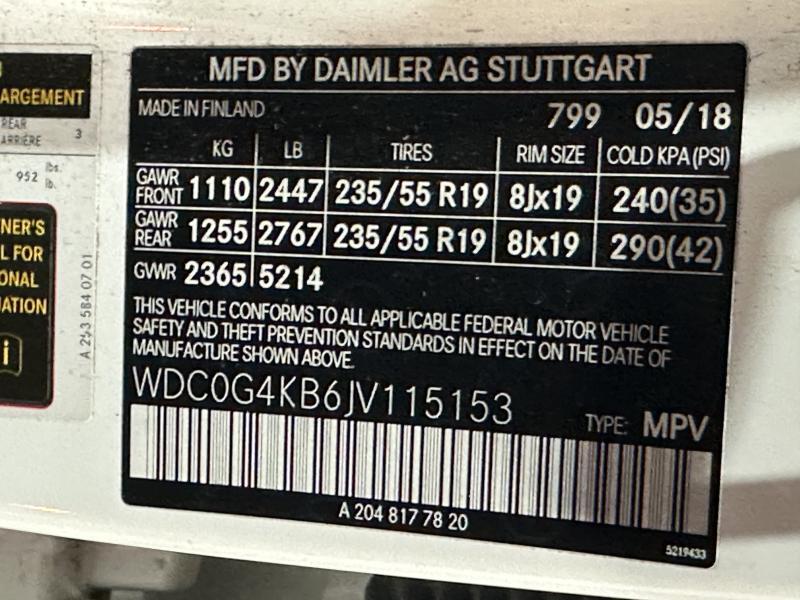 ARGEMENT
REAR
ARRIÈRE 3
952 lbs.
lb.
NER'S
L FOR
ONAL
ATION
i
A 253 584 07 01
MFD BY DAIMLER AG STUTTGART
MADE IN FINLAND 799 05/18
KG LB TIRES RIM SIZE COLD KPA (PSI)
GAWR FRONT 1110 2447 235/55 R19 8Jx19 240(35)
GAWR REAR 1255 2767 235/55 R19 8Jx19 290(42)
GVWR 2365 5214
THIS VEHICLE CONFORMS TO ALL APPLICABLE FEDERAL MOTOR VEHICLE
SAFETY AND THEFT PREVENTION STANDARDS IN EFFECT ON THE DATE OF
MANUFACTURE SHOWN ABOVE.
WDC0G4KB6JV115153
TYPE: MPV
A 204 817 78 20
5219433